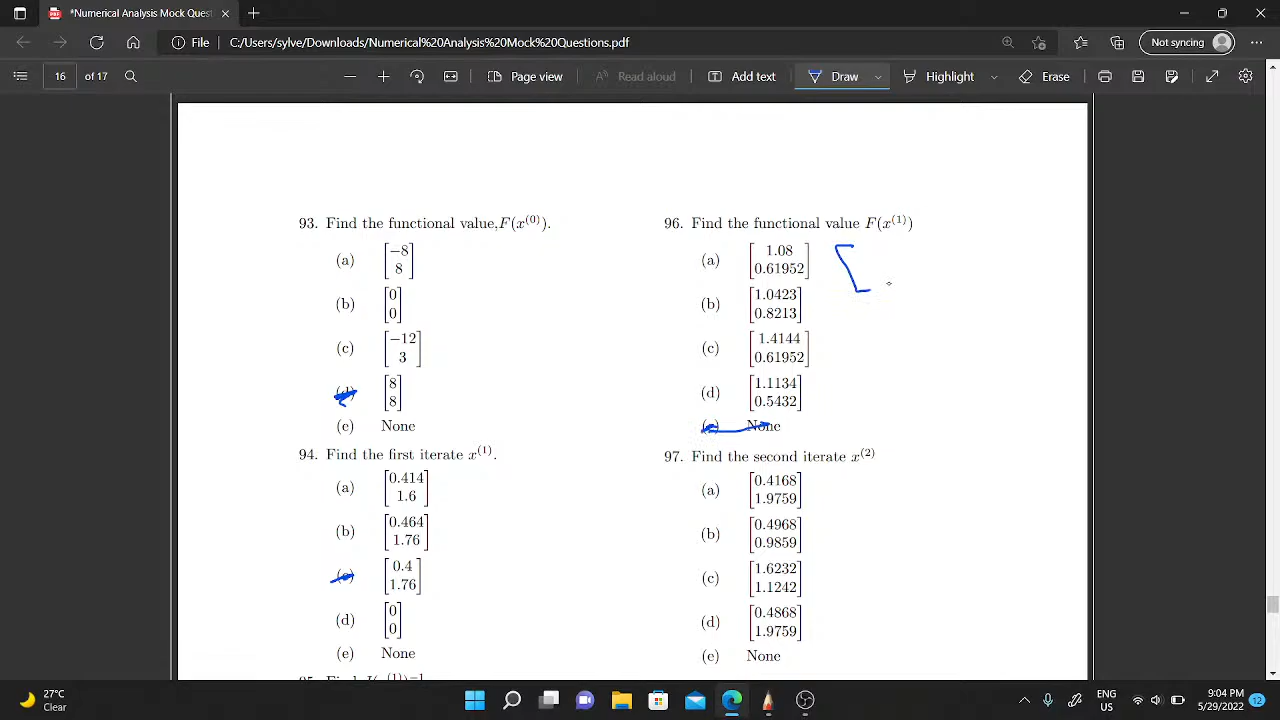 *Numerical Analysis Mock Quest
File
C:/Users/sylve/Downloads/Numerical%20Analysis%20Mock%20Questions.pdf
Not syncing
16 of 17
Page view
Read aloud
Add text
Draw
Highlight
Erase
93. Find the functional value,F(x^(0)).
(a) [−8
8]
(b) [0
0]
(c) [−12
3]
(d) [8
8]
(e) None
94. Find the first iterate x^(1).
(a) [0.414
1.6]
(b) [0.464
1.76]
(c) [0.4
1.76]
(d) [0
0]
(e) None
96. Find the functional value F(x^(1))
(a) [1.08
0.61952]
(b) [1.0423
0.8213]
(c) [1.4144
0.61952]
(d) [1.1134
0.5432]
(e) None
97. Find the second iterate x^(2)
(a) [0.4168
1.9759]
(b) [0.4968
0.9859]
(c) [1.6232
1.1242]
(d) [0.4868
1.9759]
(e) None
27°C
Clear
ENG
US
9:04 PM
5/29/2022
12